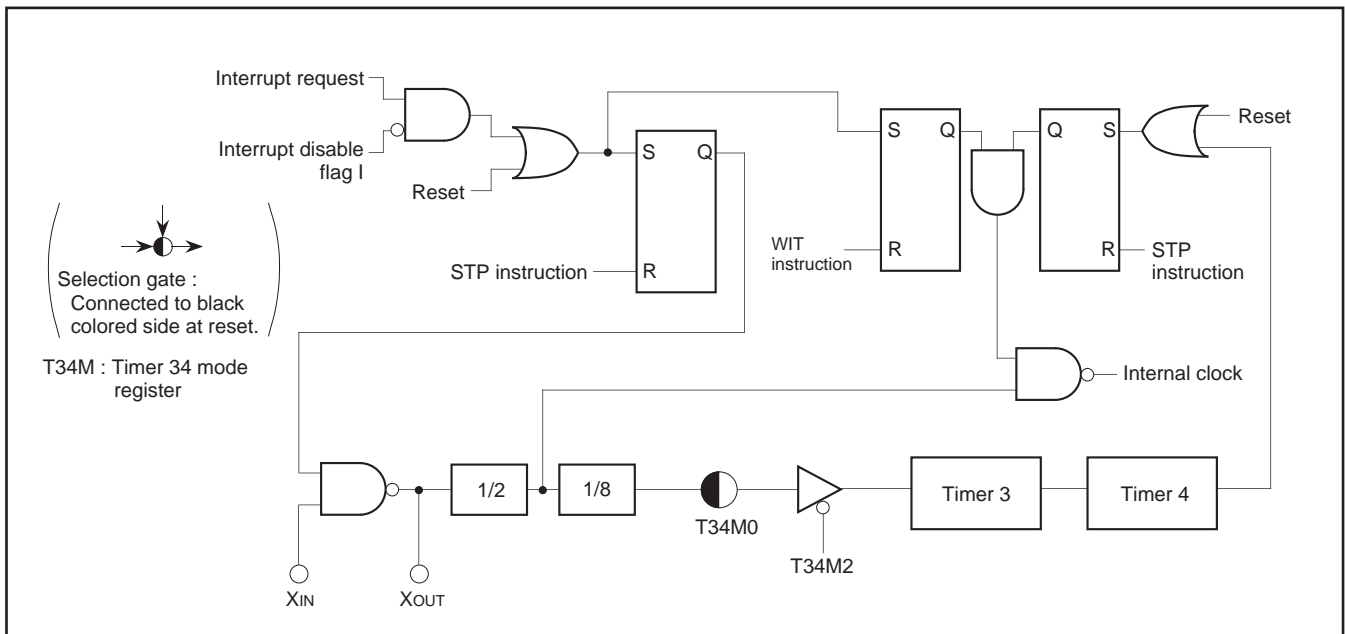 Interrupt request
Interrupt disable
flag I
Reset
S
Q
STP instruction
R
S
Q
WIT
instruction
R
Q
S
Reset
R
STP
instruction
Selection gate :
Connected to black
colored side at reset.
T34M : Timer 34 mode
register
Internal clock
1/2
1/8
T34M0
T34M2
Timer 3
Timer 4
XIN
XOUT